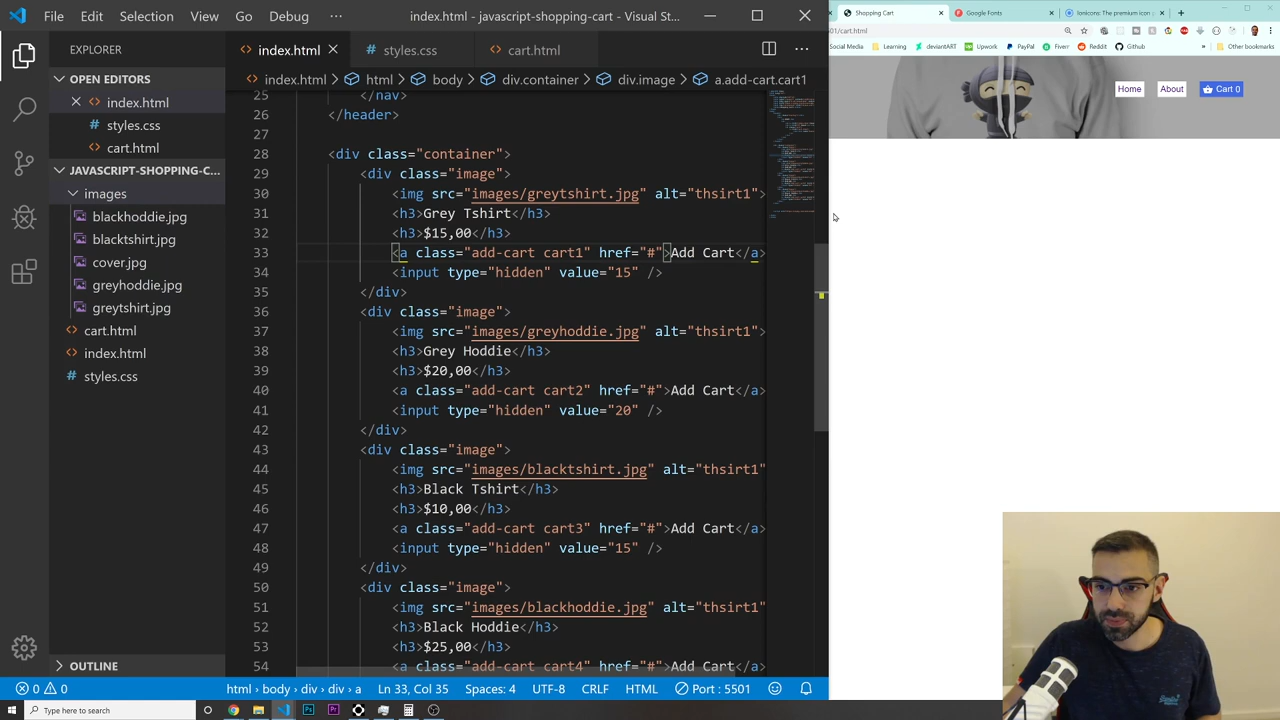 File Edit View Go Debug ··· index.html - javascript-shopping-cart - Visual St...
Shopping Cart
Google Fonts
Ionicons: The premium icon
01/cart.html
Social Media Learning deviantART Upwork PayPal Fiverr Reddit Github » Other bookmarks
EXPLORER
index.html
styles
cart.html
OPEN EDITORS
index.html
styles.css
cart.html
index.html > html > div.container > div.image > a.add-cart.cart1
blackhoddie.jpg
blacktshirt.jpg
cover.jpg
greyhoddie.jpg
greytshirt.jpg
cart.html
index.html
styles.css
OUTLINE
25 </nav>
26 </header>
27
28 <div class="container">
29 <div class="image">
30 <img src="images/greytshirt.jpg" alt="thsirt1"
31 <h3>Grey Tshirt</h3>
32 <h3>$15,00</h3>
33 <a class="add-cart cart1" href="#">Add Cart</a>
34 <input type="hidden" value="15" />
35 </div>
36 <div class="image">
37 <img src="images/greyhoddie.jpg" alt="thsirt1"
38 <h3>Grey Hoddie</h3>
39 <h3>$20,00</h3>
40 <a class="add-cart cart2" href="#">Add Cart</a>
41 <input type="hidden" value="20" />
42 </div>
43 <div class="image">
44 <img src="images/blacktshirt.jpg" alt="thsirt1"
45 <h3>Black Tshirt</h3>
46 <h3>$10,00</h3>
47 <a class="add-cart cart3" href="#">Add Cart</a>
48 <input type="hidden" value="15" />
49 </div>
50 <div class="image">
51 <img src="images/blackhoddie.jpg" alt="thsirt1"
52 <h3>Black Hoddie</h3>
53 <h3>$25,00</h3>
54 <a class="add-cart cart4" href="#">Add Cart</a>
Home About Cart 0
0 0 html > body > div > div > a Ln 33, Col 35 Spaces: 4 UTF-8 CRLF HTML Port : 5501
Type here to search